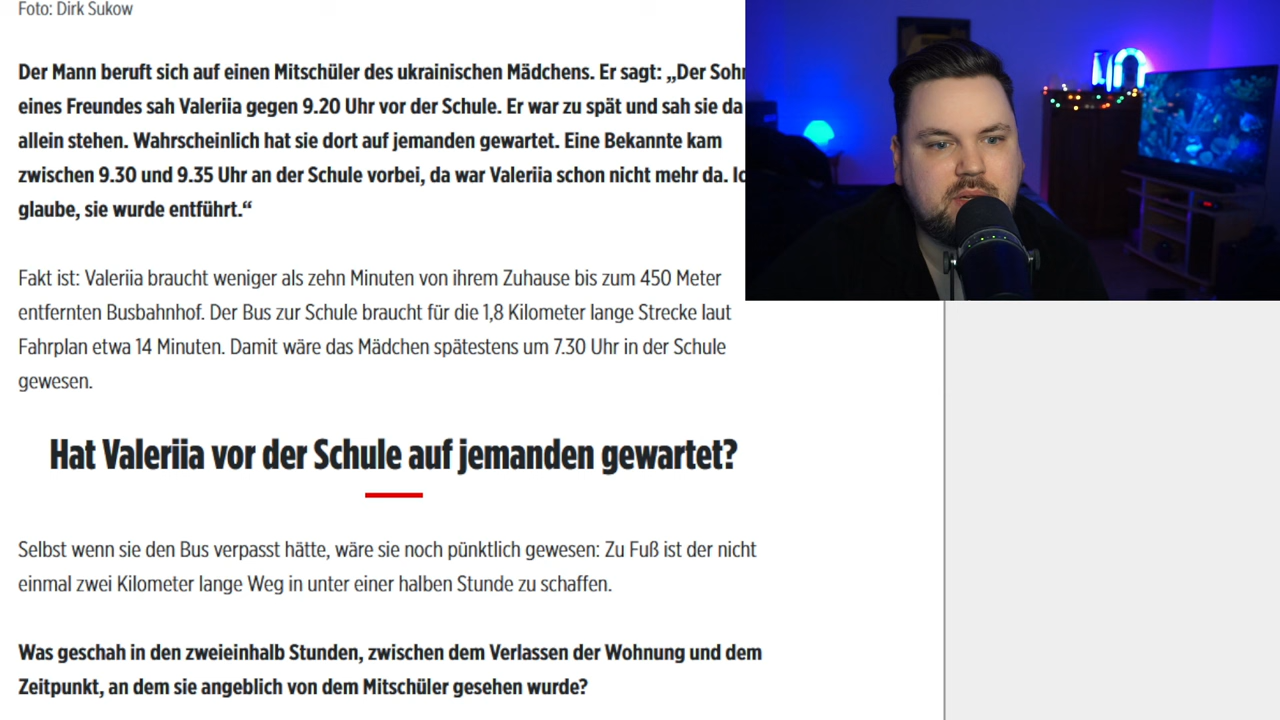 Foto: Dirk Sukow
Der Mann beruft sich auf einen Mitschüler des ukrainischen Mädchens. Er sagt: „Der
eines Freundes sah Valeriia gegen 9.20 Uhr vor der Schule. Er war zu spät und sah sie da
allein stehen. Wahrscheinlich hat sie dort auf jemanden gewartet. Eine Bekannte kam
zwischen 9.30 und 9.35 Uhr an der Schule vorbei, da war Valeriia schon nicht mehr da.
glaube, sie wurde entführt.“
Fakt ist: Valeriia braucht weniger als zehn Minuten von ihrem Zuhause bis zum 450 Meter
entfernten Busbahnhof. Der Bus zur Schule braucht für die 1,8 Kilometer lange Strecke laut
Fahrplan etwa 14 Minuten. Damit wäre das Mädchen spätestens um 7.30 Uhr in der Schule
gewesen.
Hat Valeriia vor der Schule auf jemanden gewartet?
Selbst wenn sie den Bus verpasst hätte, wäre sie noch pünktlich gewesen: Zu Fuß ist der nicht
einmal zwei Kilometer lange Weg in unter einer halben Stunde zu schaffen.
Was geschah in den zweieinhalb Stunden, zwischen dem Verlassen der Wohnung und dem
Zeitpunkt, an dem sie angeblich von dem Mitschüler gesehen wurde?